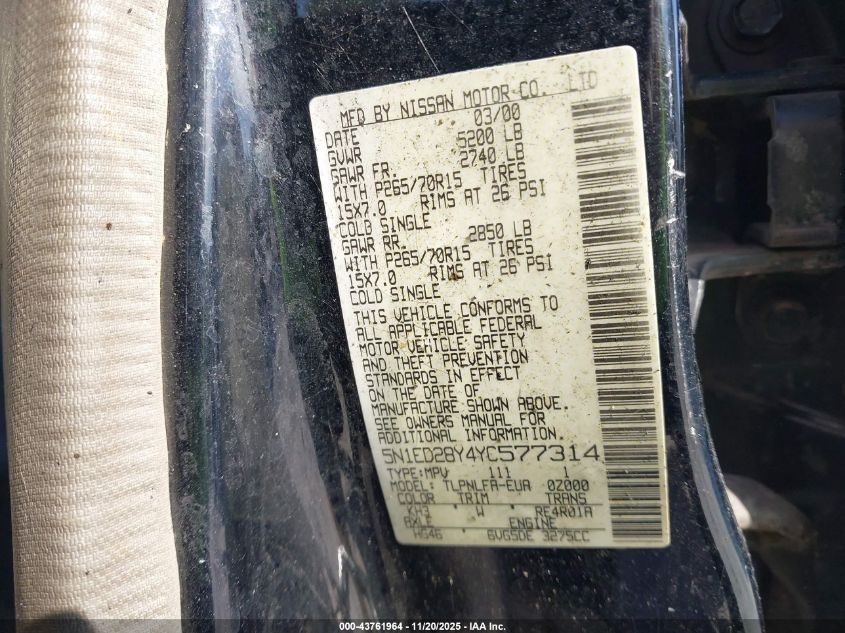 MFD BY NISSAN MOTOR CO. LTD
DATE 03/00
GVWR 5200 LB
GAWR FR. 2740 LB
WITH P265/70R15 TIRES
15X7.0 RIMS AT 26 PSI
COLD SINGLE
GAWR RR. 2850 LB
WITH P265/70R15 TIRES
15X7.0 RIMS AT 26 PSI
COLD SINGLE
THIS VEHICLE CONFORMS TO
ALL APPLICABLE FEDERAL
MOTOR VEHICLE SAFETY
AND THEFT PREVENTION
STANDARDS IN EFFECT
ON THE DATE OF
MANUFACTURE SHOWN ABOVE.
SEE OWNERS MANUAL FOR
ADDITIONAL INFORMATION.
5N1ED28Y4YC577314
TYPE:MPV 111 1
MODEL: TLPNLFA-EUA 0Z000
COLOR TRIM TRANS
KH3 W RE4R01A
AXLE ENGINE
HG46 6VG5DE 3275CC
000-43761964 | 11/20/2025 | IAA Inc.